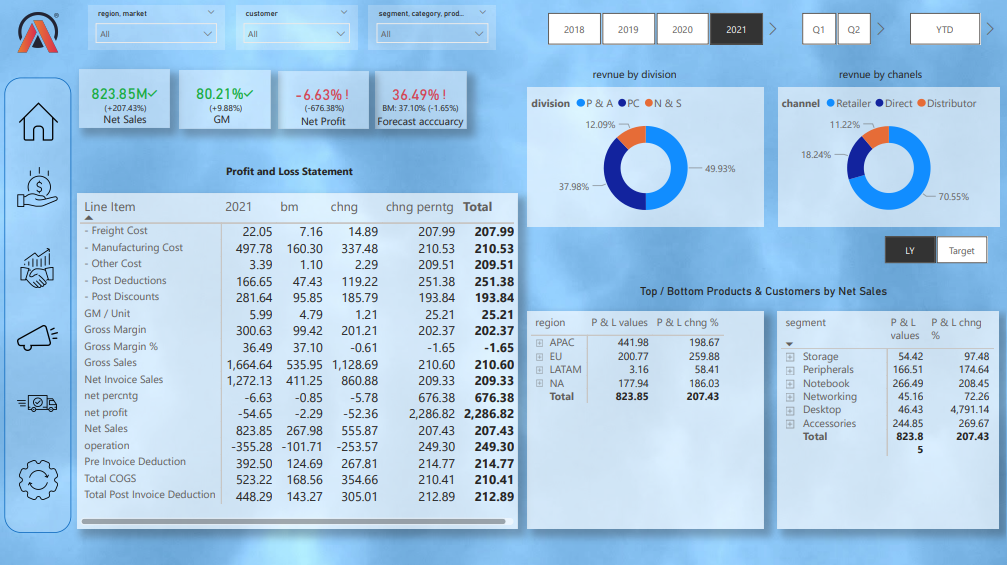 region, market
All
customer
All
segment, category, prod...
All
2018 2019 2020 2021
Q1 Q2
YTD
823.85M
(+207.43%)
Net Sales
80.21%
(+9.88%)
GM
-6.63% !
(-676.38%)
Net Profit
36.49% !
BM: 37.10% (-1.65%)
Forecast acccuarcy
revnue by division
division P & A PC N & S
12.09%
37.98%
49.93%
revnue by chanels
channel Retailer Direct Distributor
11.22%
18.24%
70.55%
LY Target
Profit and Loss Statement
Line Item 2021 bm chng chng perntg Total
- Freight Cost 22.05 7.16 14.89 207.99 207.99
- Manufacturing Cost 497.78 160.30 337.48 210.53 210.53
- Other Cost 3.39 1.10 2.29 209.51 209.51
- Post Deductions 166.65 47.43 119.22 251.38 251.38
- Post Discounts 281.64 95.85 185.79 193.84 193.84
GM / Unit 5.99 4.79 1.21 25.21 25.21
Gross Margin 300.63 99.42 201.21 202.37 202.37
Gross Margin % 36.49 37.10 -0.61 -1.65 -1.65
Gross Sales 1,664.64 535.95 1,128.69 210.60 210.60
Net Invoice Sales 1,272.13 411.25 860.88 209.33 209.33
net percntg -6.63 -0.85 -5.78 676.38 676.38
net profit -54.65 -2.29 -52.36 2,286.82 2,286.82
Net Sales 823.85 267.98 555.87 207.43 207.43
operation -355.28 -101.71 -253.57 249.30 249.30
Pre Invoice Deduction 392.50 124.69 267.81 214.77 214.77
Total COGS 523.22 168.56 354.66 210.41 210.41
Total Post Invoice Deduction 448.29 143.27 305.01 212.89 212.89
Top / Bottom Products & Customers by Net Sales
region P & L values P & L chng %
APAC 441.98 198.67
EU 200.77 259.88
LATAM 3.16 58.41
NA 177.94 186.03
Total 823.85 207.43
segment P & L P & L chng
values %
Storage 54.42 97.48
Peripherals 166.51 174.64
Notebook 266.49 208.45
Networking 45.16 72.26
Desktop 46.43 4,791.14
Accessories 244.85 269.67
Total 823.8 207.43
5